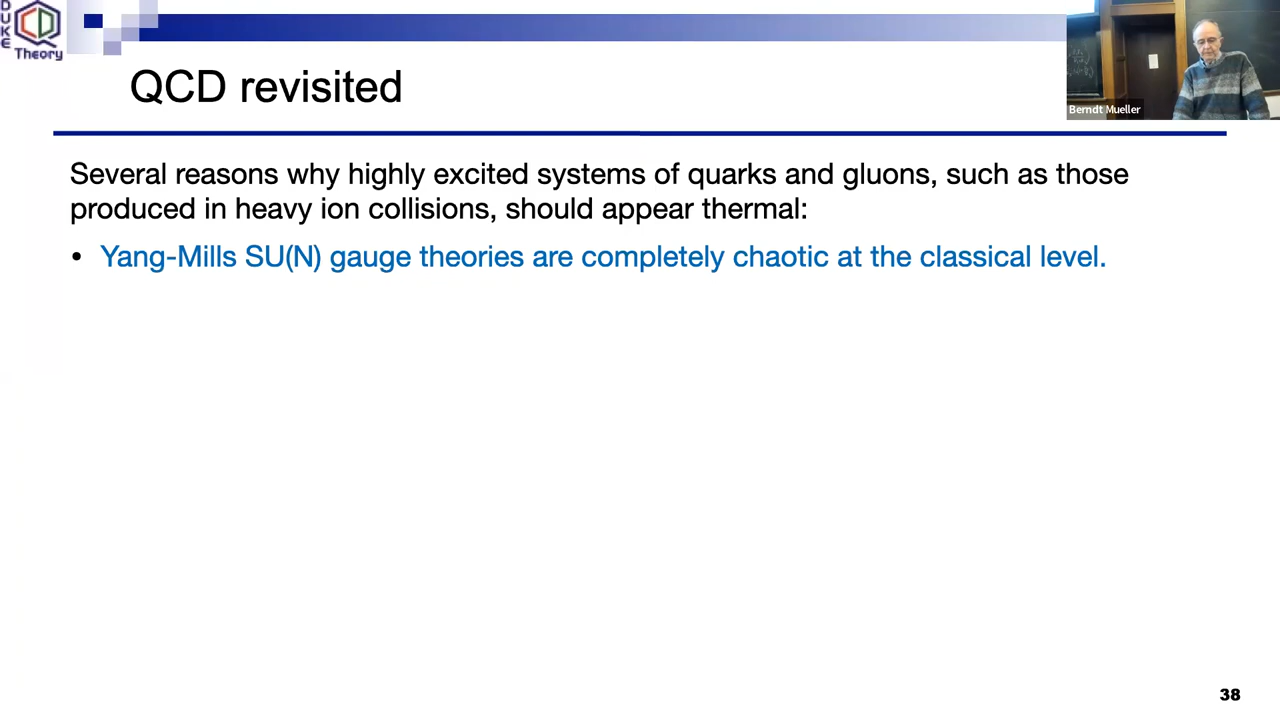 DUKE
QCD
Theory
QCD revisited
Berndt Mueller
Several reasons why highly excited systems of quarks and gluons, such as those
produced in heavy ion collisions, should appear thermal:
• Yang-Mills SU(N) gauge theories are completely chaotic at the classical level.
38